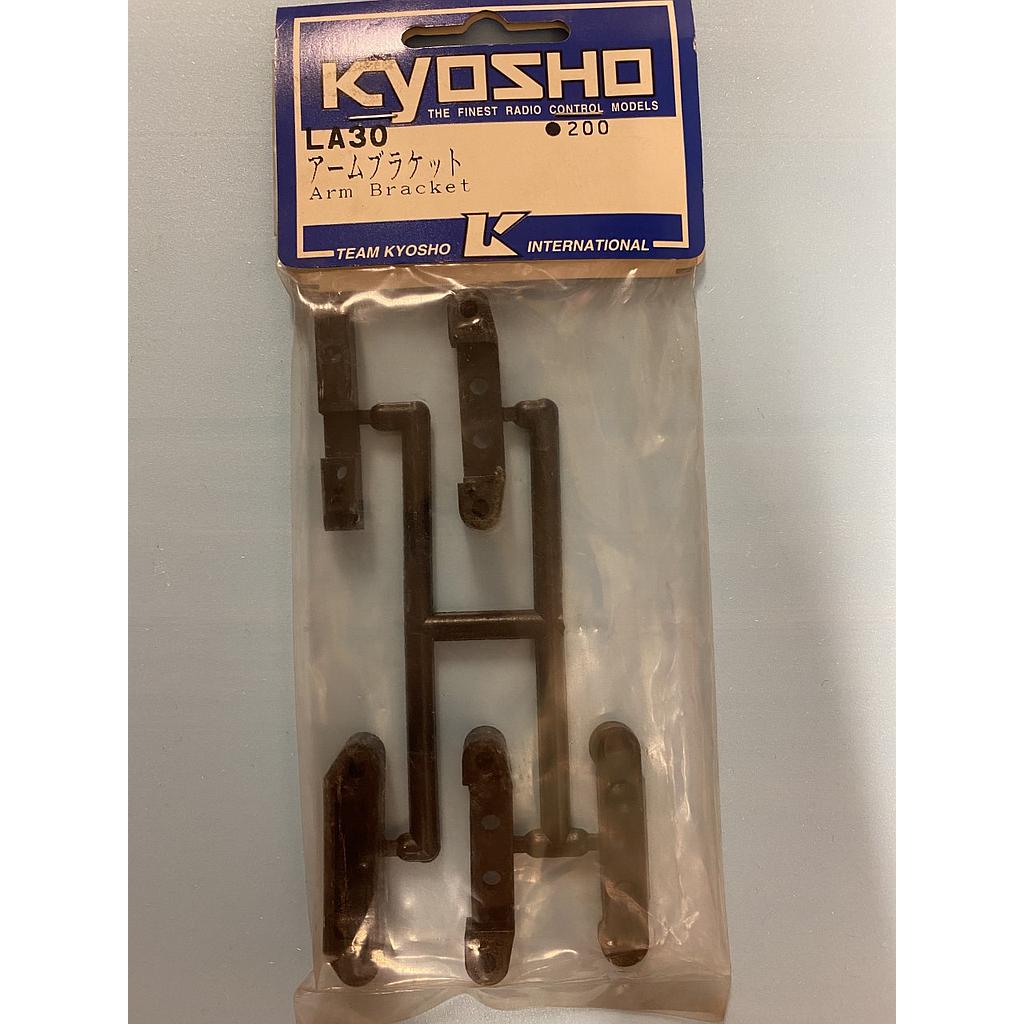 KYOSHO
THE FINEST RADIO CONTROL MODELS
LA30 ●200
アームブラケット
Arm Bracket
TEAM KYOSHO K INTERNATIONAL